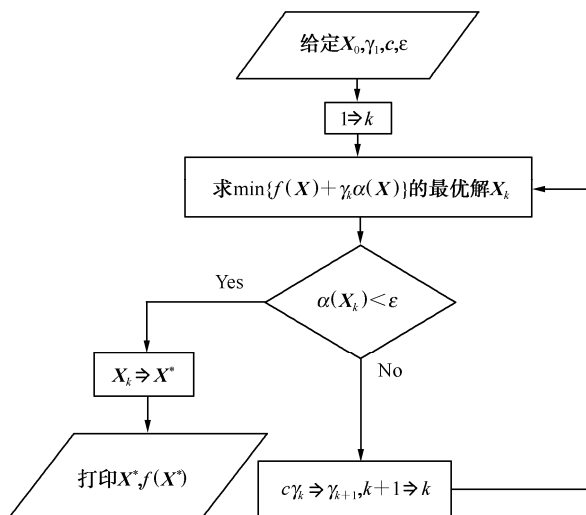 给定X₀,γ₁,c,ε
1⇒k
求min{f(X)+γₖα(X)}的最优解Xₖ
Yes
α(Xₖ)<ε
No
Xₖ⇒X*
打印X*,f(X*)
cγₖ⇒γₖ₊₁,k+1⇒k